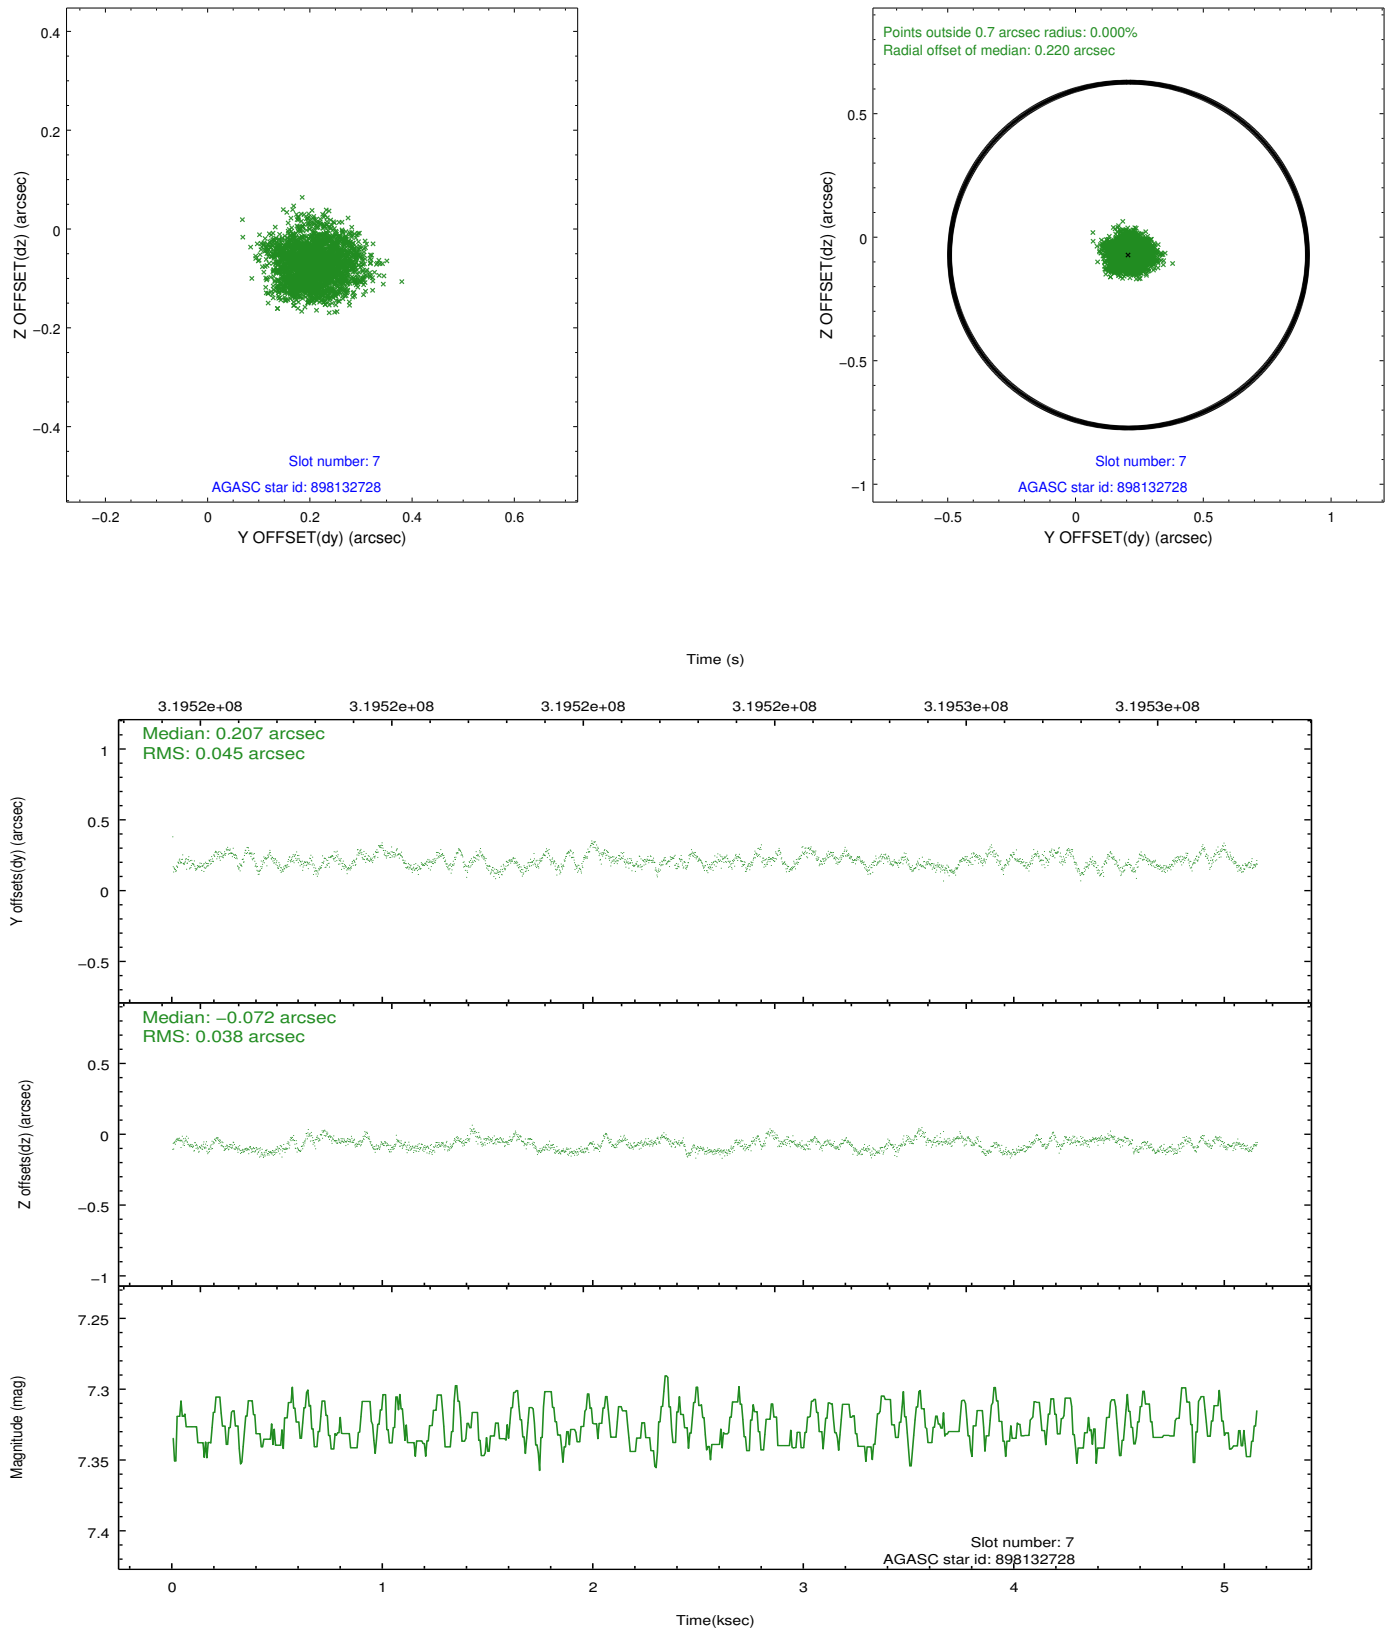 0.4
0.2
0
−0.2
−0.4
Z OFFSET(dz) (arcsec)
Slot number: 7
AGASC star id: 898132728
−0.2 0 0.2 0.4 0.6
Y OFFSET(dy) (arcsec)
Points outside 0.7 arcsec radius: 0.000%
Radial offset of median: 0.220 arcsec
0.5
0
−0.5
−1
Z OFFSET(dz) (arcsec)
Slot number: 7
AGASC star id: 898132728
−0.5 0 0.5 1
Y OFFSET(dy) (arcsec)
Time (s)
3.1952e+08 3.1952e+08 3.1952e+08 3.1952e+08 3.1953e+08 3.1953e+08
Median: 0.207 arcsec
RMS: 0.045 arcsec
1
0.5
0
−0.5
Y offsets(dy) (arcsec)
Median: −0.072 arcsec
RMS: 0.038 arcsec
0.5
0
−0.5
−1
Z offsets(dz) (arcsec)
7.25
7.3
7.35
7.4
Magnitude (mag)
Slot number: 7
AGASC star id: 898132728
0 1 2 3 4 5
Time(ksec)